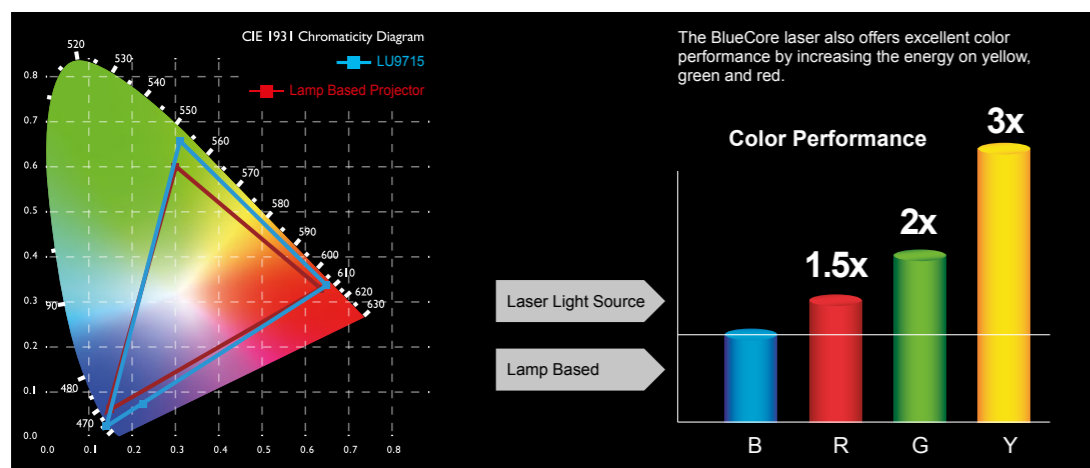 CIE 1931 Chromaticity Diagram
LU9715
Lamp Based Projector
520
530
540
550
560
570
580
590
600
610
620
630
90
480
470
0.8
0.7
0.6
0.5
0.4
0.3
0.2
0.1
0.0
0.0 0.1 0.2 0.3 0.4 0.5 0.6 0.7 0.8
The BlueCore laser also offers excellent color
performance by increasing the energy on yellow,
green and red.
Color Performance
3x
2x
1.5x
Laser Light Source
Lamp Based
B R G Y